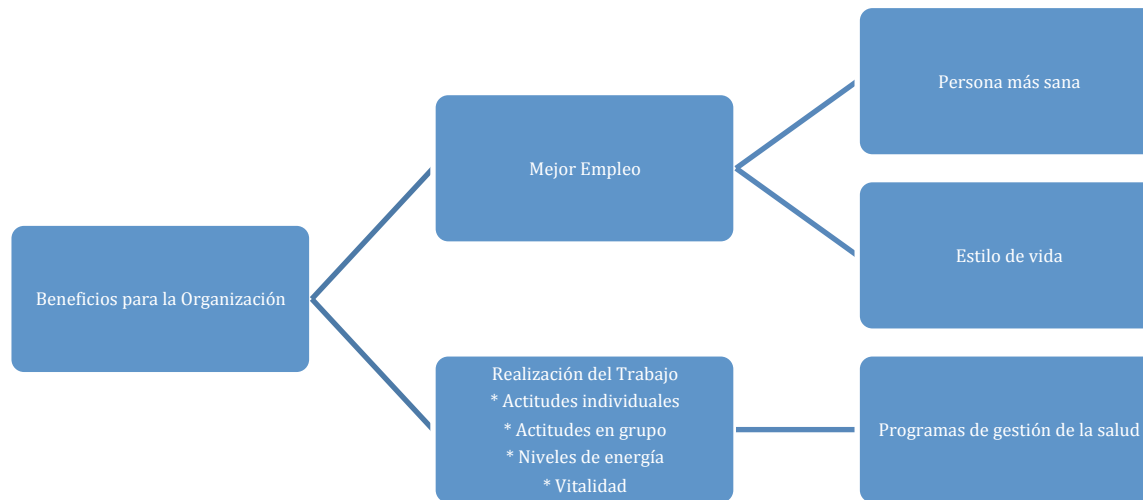 Beneficios para la Organización
Mejor Empleo
Persona más sana
Estilo de vida
Realización del Trabajo
* Actitudes individuales
* Actitudes en grupo
* Niveles de energía
* Vitalidad
Programas de gestión de la salud